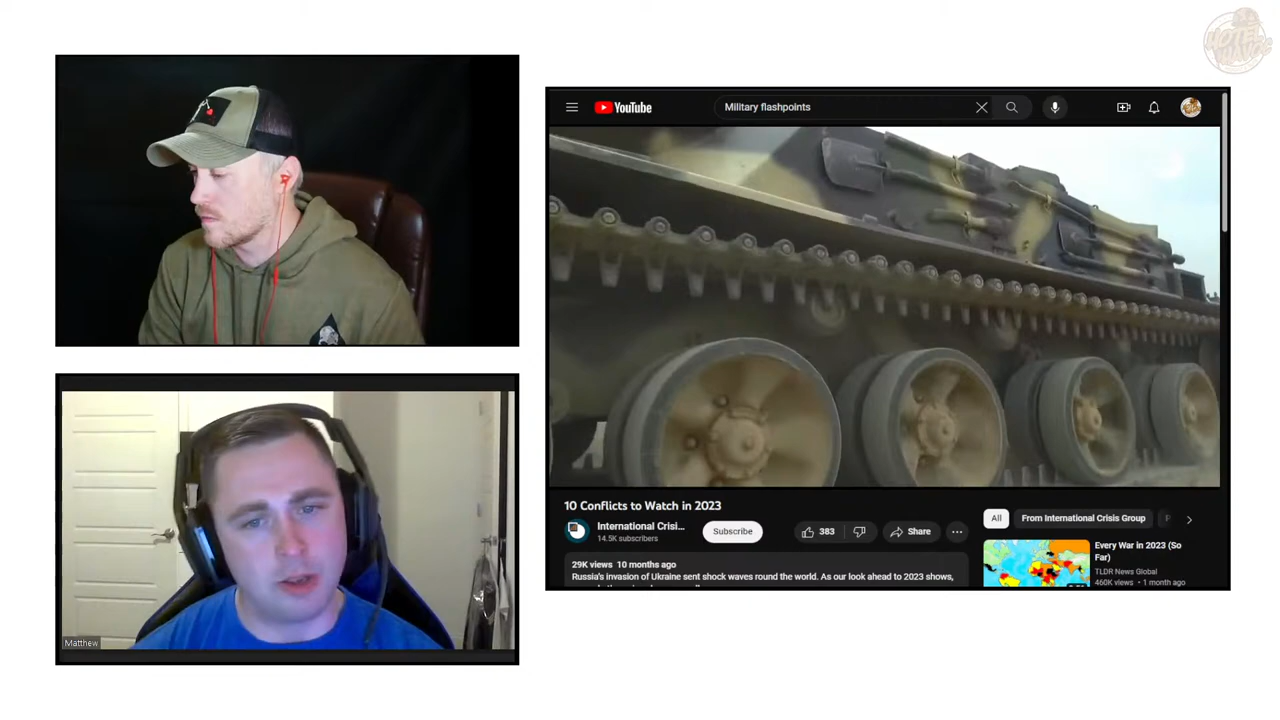 HOTEL
HAVOC
YouTube
Military flashpoints
10 Conflicts to Watch in 2023
International Crisi...
14.5K subscribers
Subscribe
383
Share
All
From International Crisis Group
29K views 10 months ago
Russia's invasion of Ukraine sent shock waves round the world. As our look ahead to 2023 shows,
Every War in 2023 (So
Far)
TLDR News Global
460K views • 1 month ago
Matthew